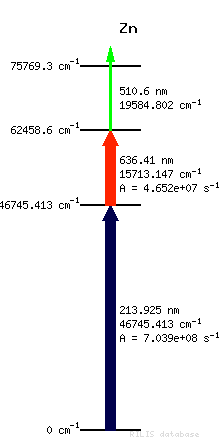 Zn
75769.3 cm⁻¹
510.6 nm
19584.802 cm⁻¹
62458.6 cm⁻¹
636.41 nm
15713.147 cm⁻¹
A = 4.652e+07 s⁻¹
46745.413 cm⁻¹
213.925 nm
46745.413 cm⁻¹
A = 7.039e+08 s⁻¹
0 cm⁻¹
RILIS database